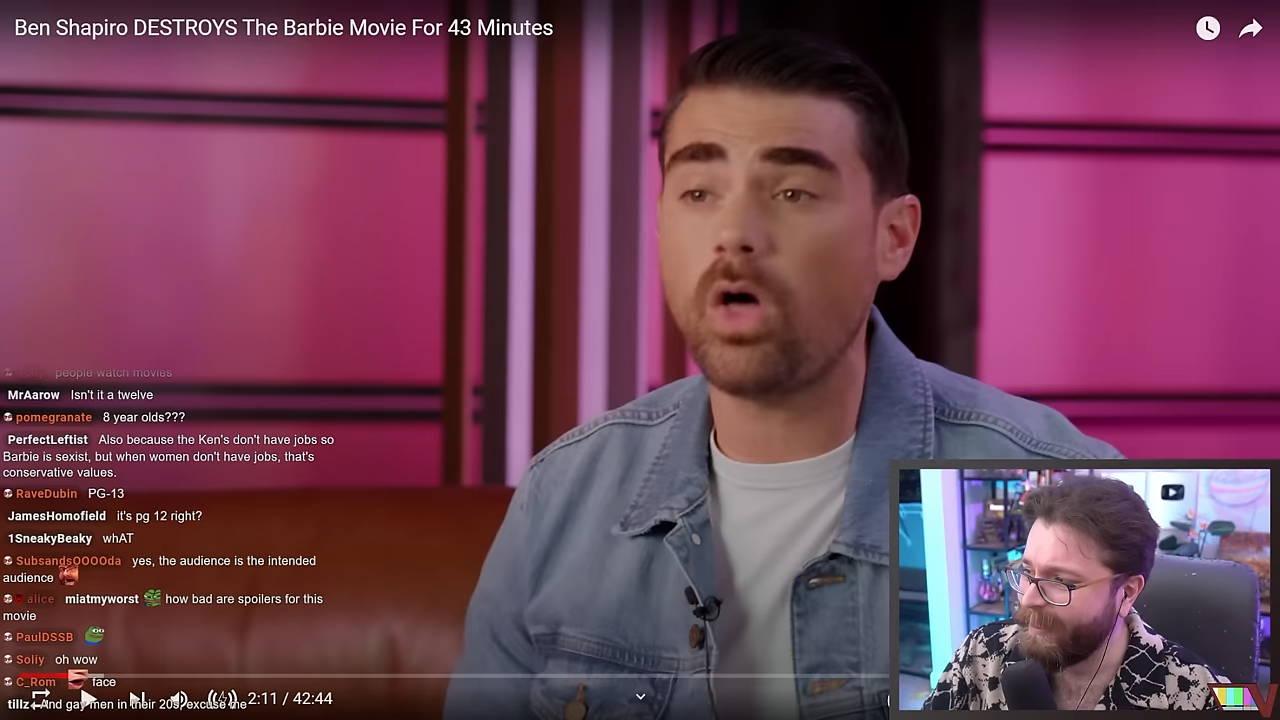 Ben Shapiro DESTROYS The Barbie Movie For 43 Minutes
people watch movies
MrAarow Isn't it a twelve
pomegranate 8 year olds???
PerfectLeftist Also because the Ken's don't have jobs so
Barbie is sexist, but when women don't have jobs, that's
conservative values.
RaveDubin PG-13
JamesHomofield it's pg 12 right?
1SneakyBeaky whAT
SubsandsOOOOda yes, the audience is the intended
audience
alice miatmyworst how bad are spoilers for this
movie
PaulDSSB
Soliy oh wow
C_Rom face
2:11 / 42:44
tillz And gay men in their 20s, excuse me
TV